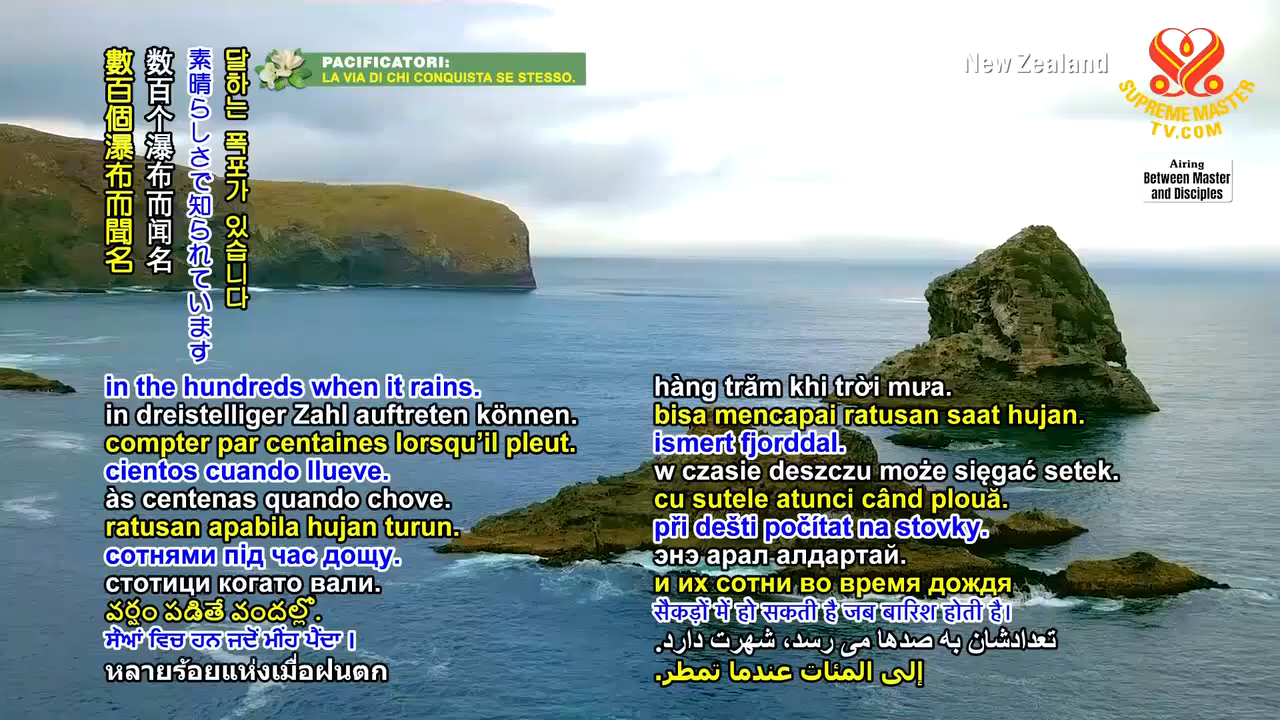 PACIFICATORI:
LA VIA DI CHI CONQUISTA SE STESSO.
New Zealand
SUPREME MASTER
TV.COM
Airing
Between Master
and Disciples
數百個瀑布而聞名
数百个瀑布而闻名
素晴らしさで知られています
달하는 폭포가 있습니다
in the hundreds when it rains.
in dreistelliger Zahl auftreten können.
compter par centaines lorsqu’il pleut.
cientos cuando llueve.
às centenas quando chove.
ratusan apabila hujan turun.
сотнями під час дощу.
стотици когато вали.
వర్షం పడితే వందల్లో.
ਸੈਂਆਂ ਵਿਚ ਹਨ ਜਦੋਂ ਮੀਂਹ ਪੈਂਦਾ ।
หลายร้อยแห่งเมื่อฝนตก
hàng trăm khi trời mưa.
bisa mencapai ratusan saat hujan.
ismert fjorddal.
w czasie deszczu może sięgać setek.
cu sutele atunci când plouă.
při dešti počítat na stovky.
энэ арал алдартай.
и их сотни во время дождя
सैकड़ों में हो सकती है जब बारिश होती है।
تعدادشان به صدها می رسد، شهرت دارد.
إلى المئات عندما تمطر.